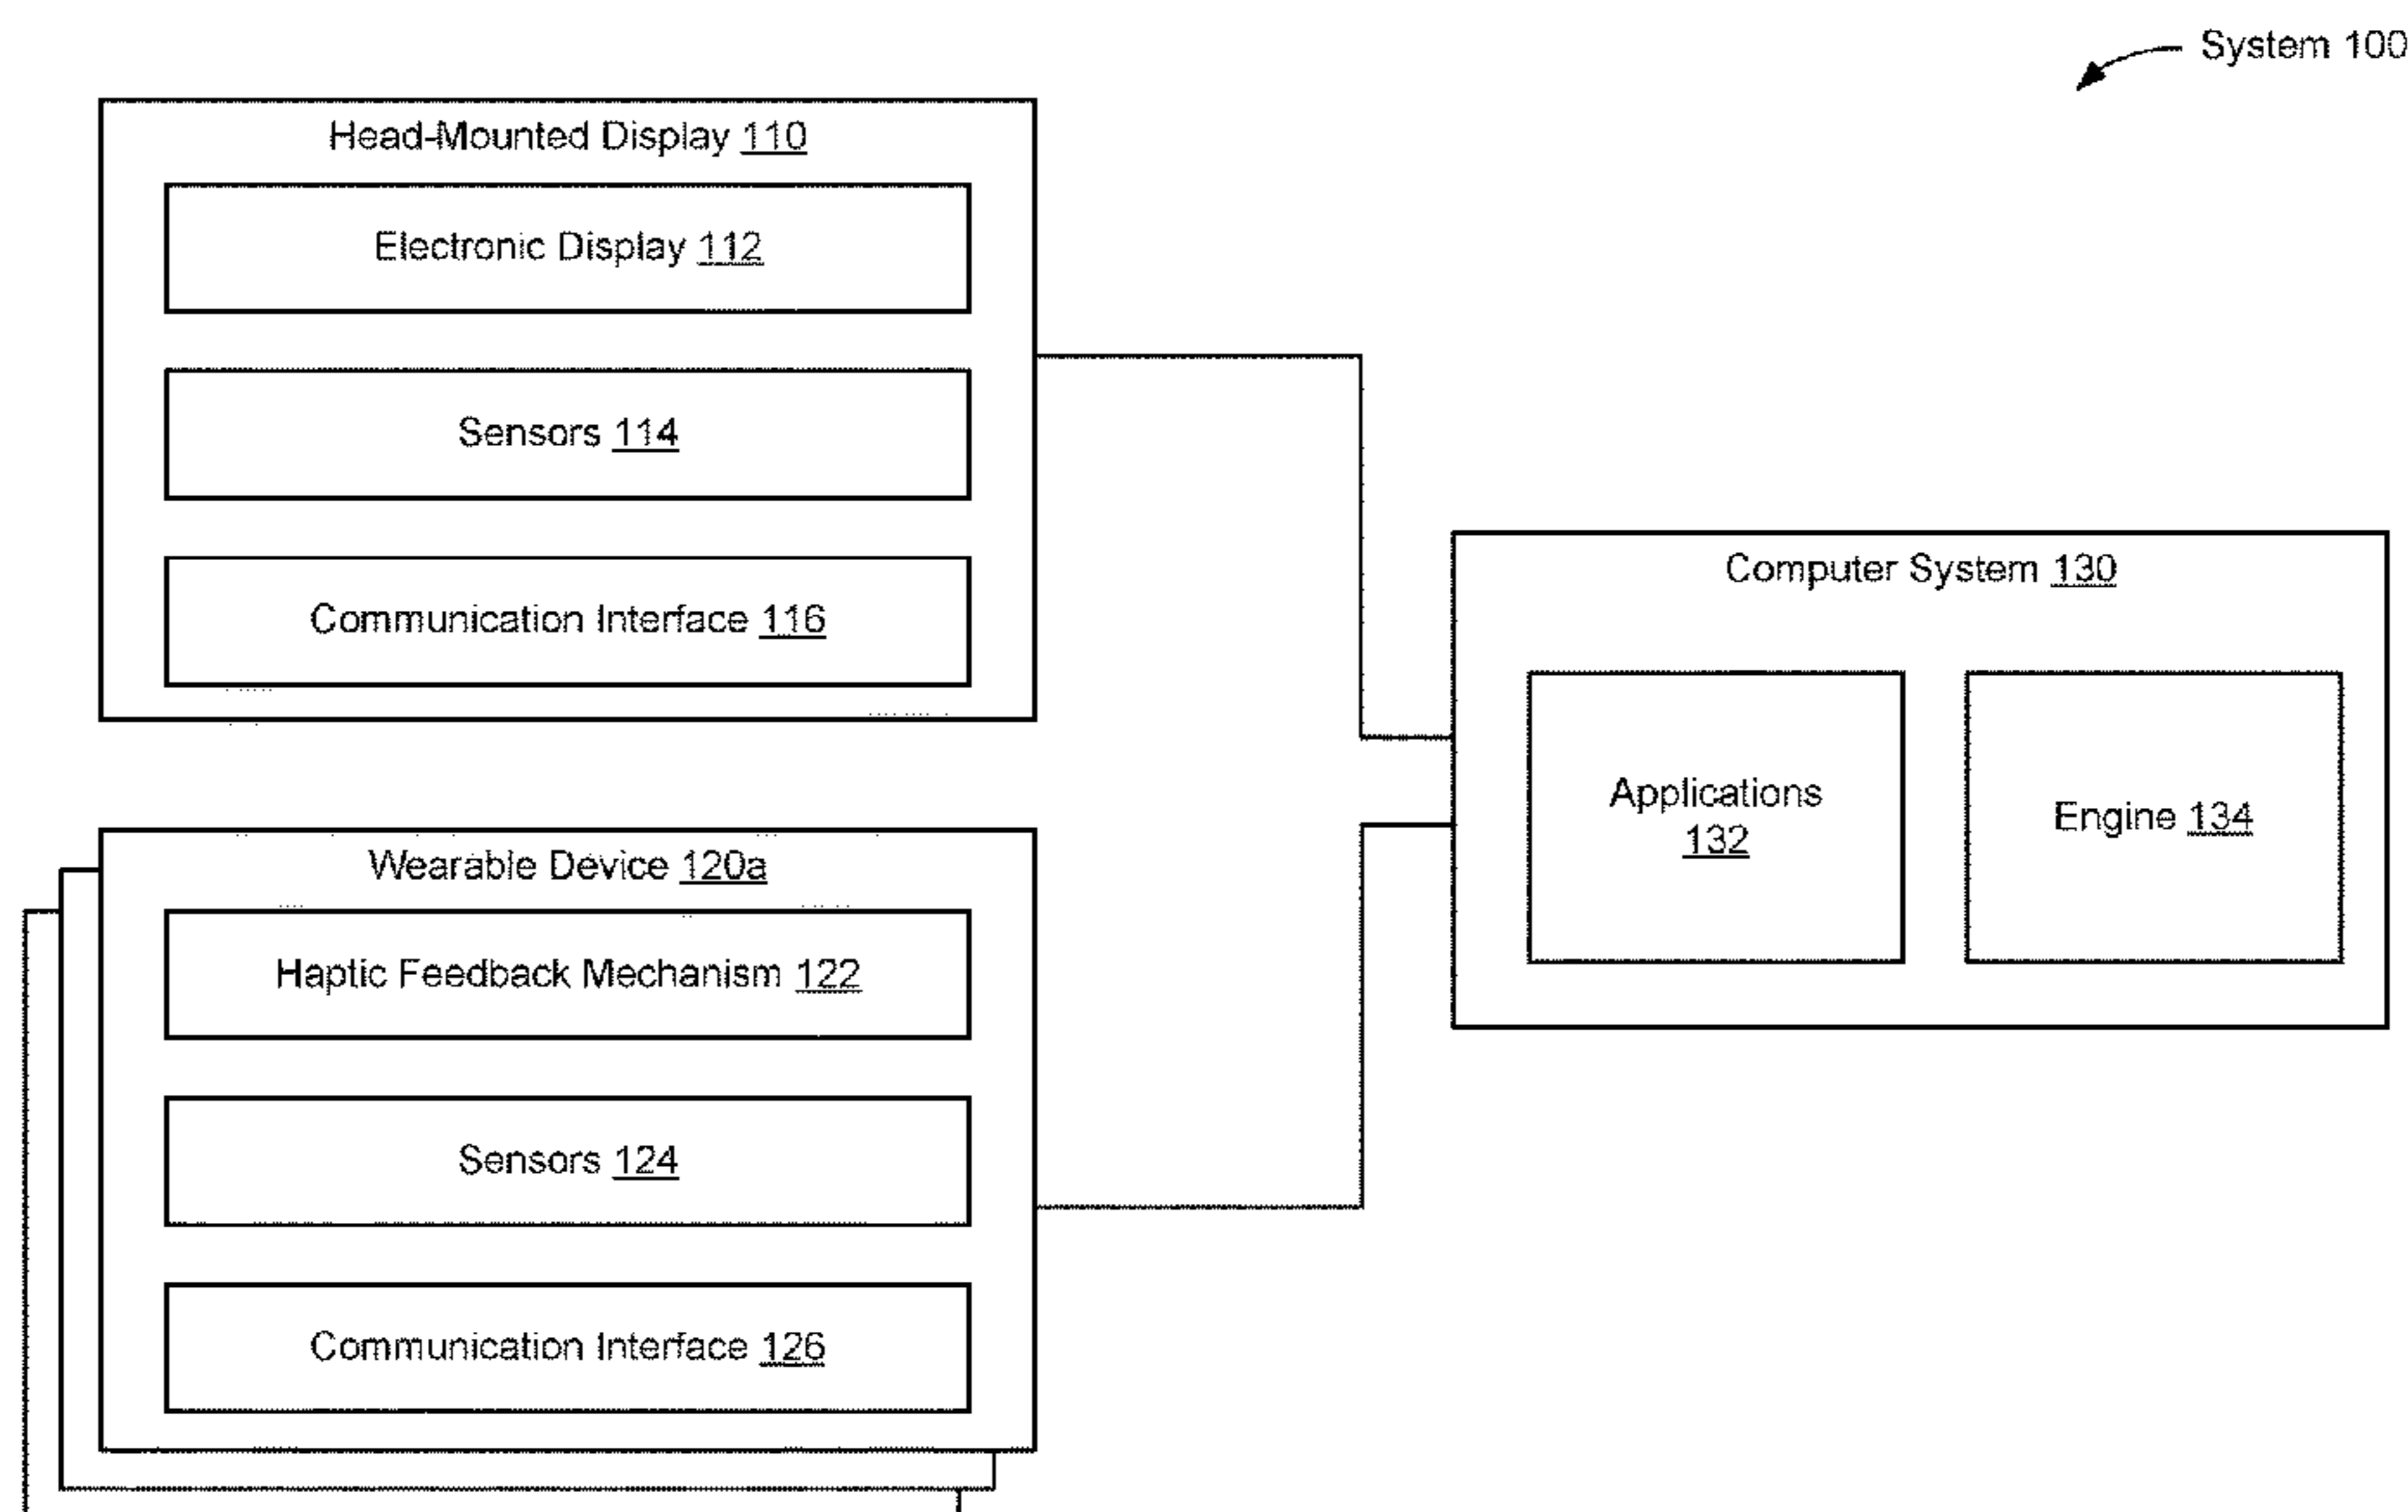 System 100
Head-Mounted Display 110
Electronic Display 112
Sensors 114
Communication Interface 116
Computer System 130
Applications
132
Engine 134
Wearable Device 120a
Haptic Feedback Mechanism 122
Sensors 124
Communication Interface 126